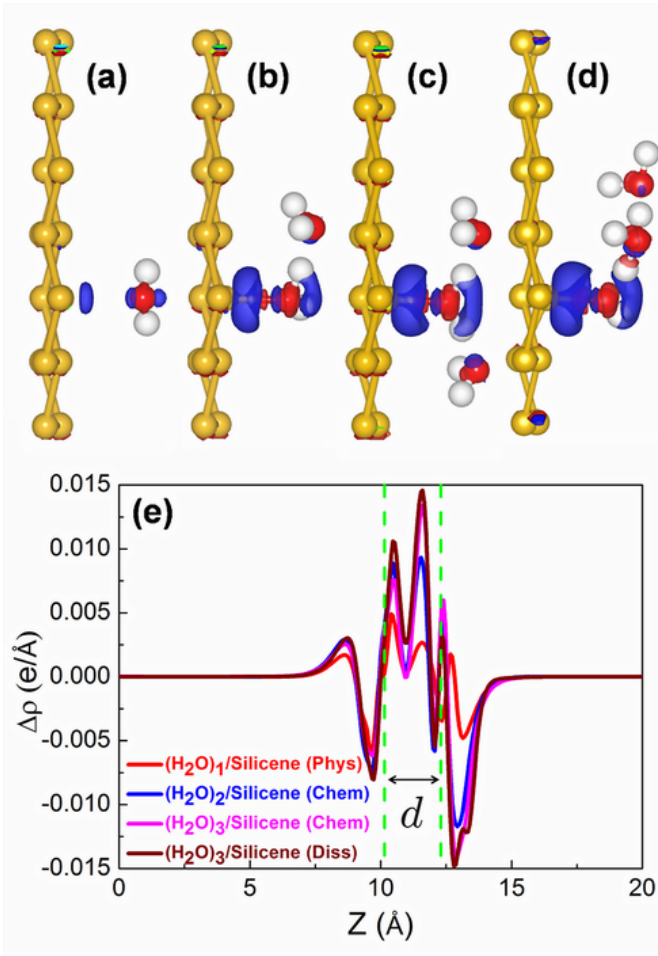 (a) (b) (c) (d)
(e)
0.015
0.010
0.005
0.000
-0.005
-0.010
-0.015
Δρ (e/Å)
(H2O)1/Silicene (Phys)
(H2O)2/Silicene (Chem)
(H2O)3/Silicene (Chem)
(H2O)3/Silicene (Diss)
d
0 5 10 15 20
Z (Å)